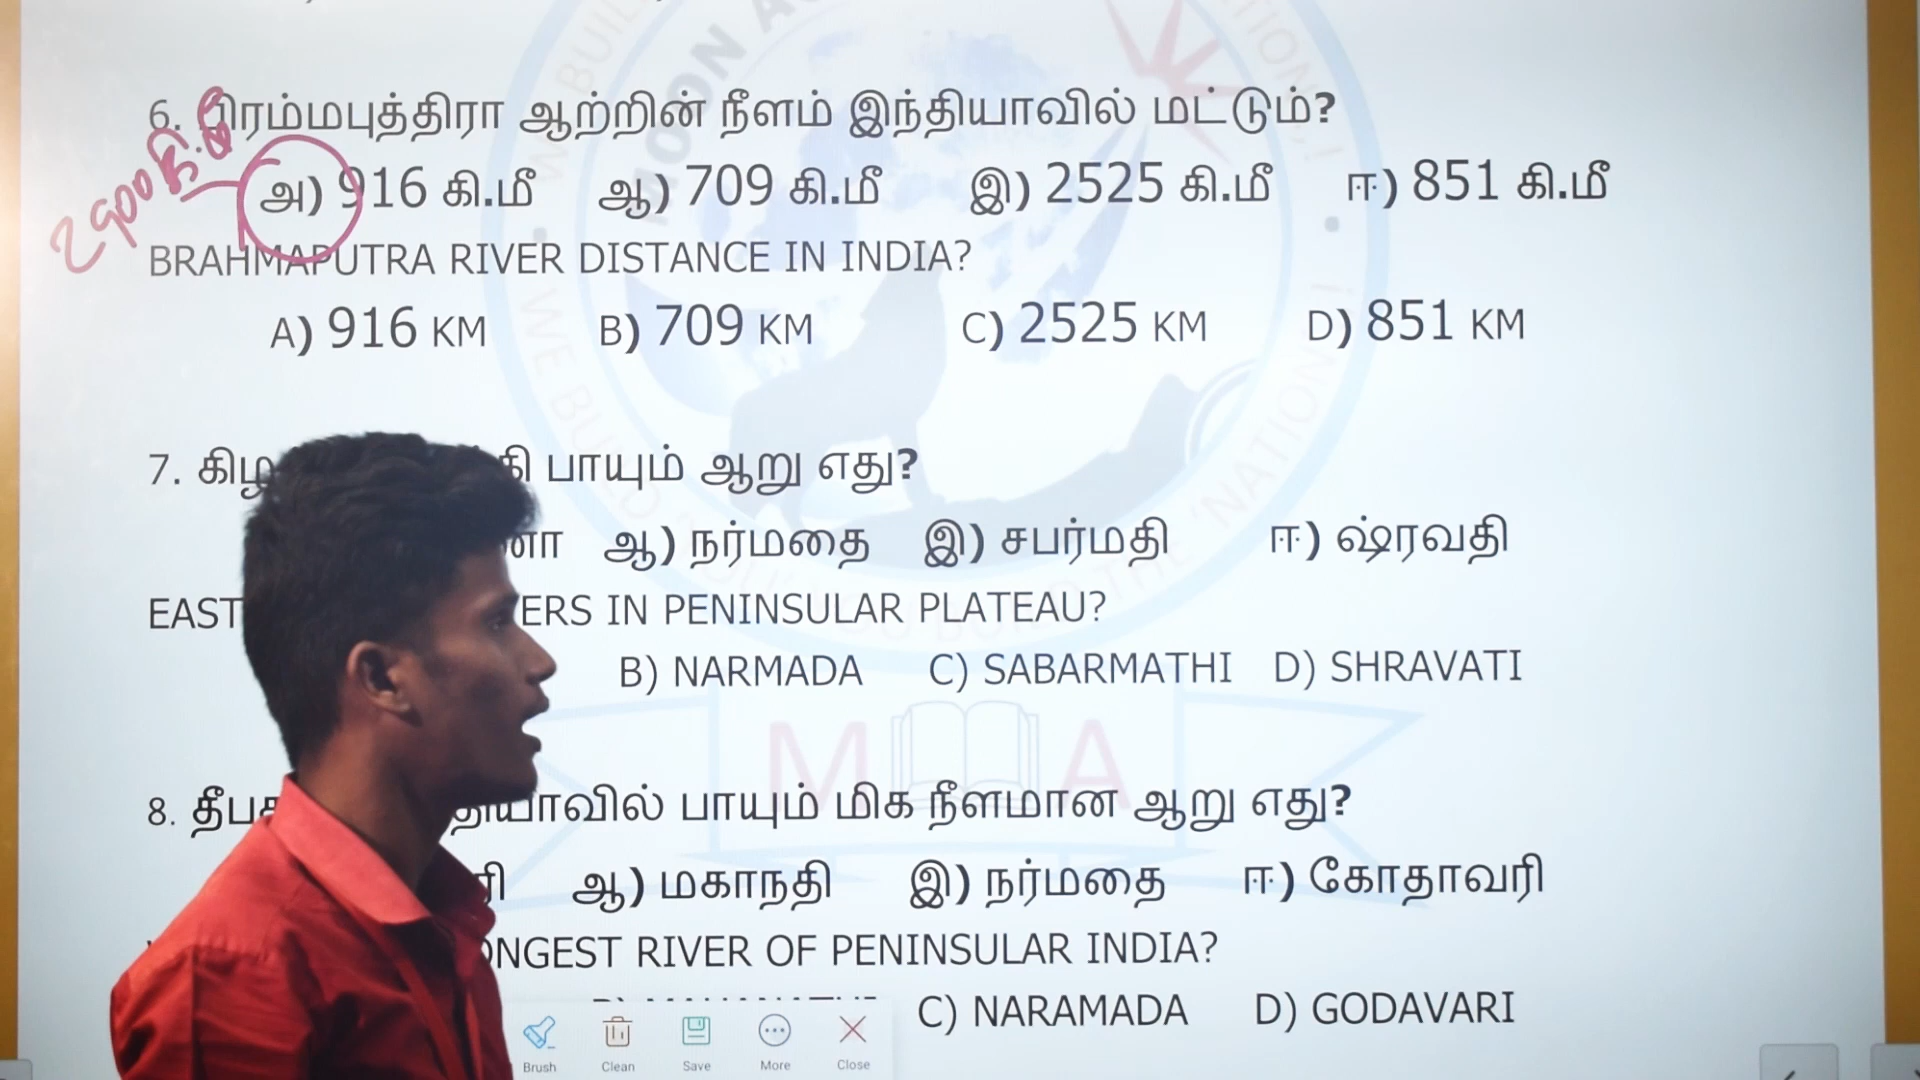 6. பிரம்மபுத்திரா ஆற்றின் நீளம் இந்தியாவில் மட்டும்?
2900 கி.மீ
அ) 916 கி.மீ ஆ) 709 கி.மீ இ) 2525 கி.மீ ஈ) 851 கி.மீ
BRAHMAPUTRA RIVER DISTANCE IN INDIA?
A) 916 KM B) 709 KM C) 2525 KM D) 851 KM
7. பாயும் ஆறு எது?
ஆ) நர்மதை இ) சபர்மதி ஈ) ஷ்ரவதி
EAST IN PENINSULAR PLATEAU?
B) NARMADA C) SABARMATHI D) SHRAVATI
8. பாயும் மிக நீளமான ஆறு எது?
ஆ) மகாநதி இ) நர்மதை ஈ) கோதாவரி
RIVER OF PENINSULAR INDIA?
C) NARAMADA D) GODAVARI
M A
Brush Clean Save More Close